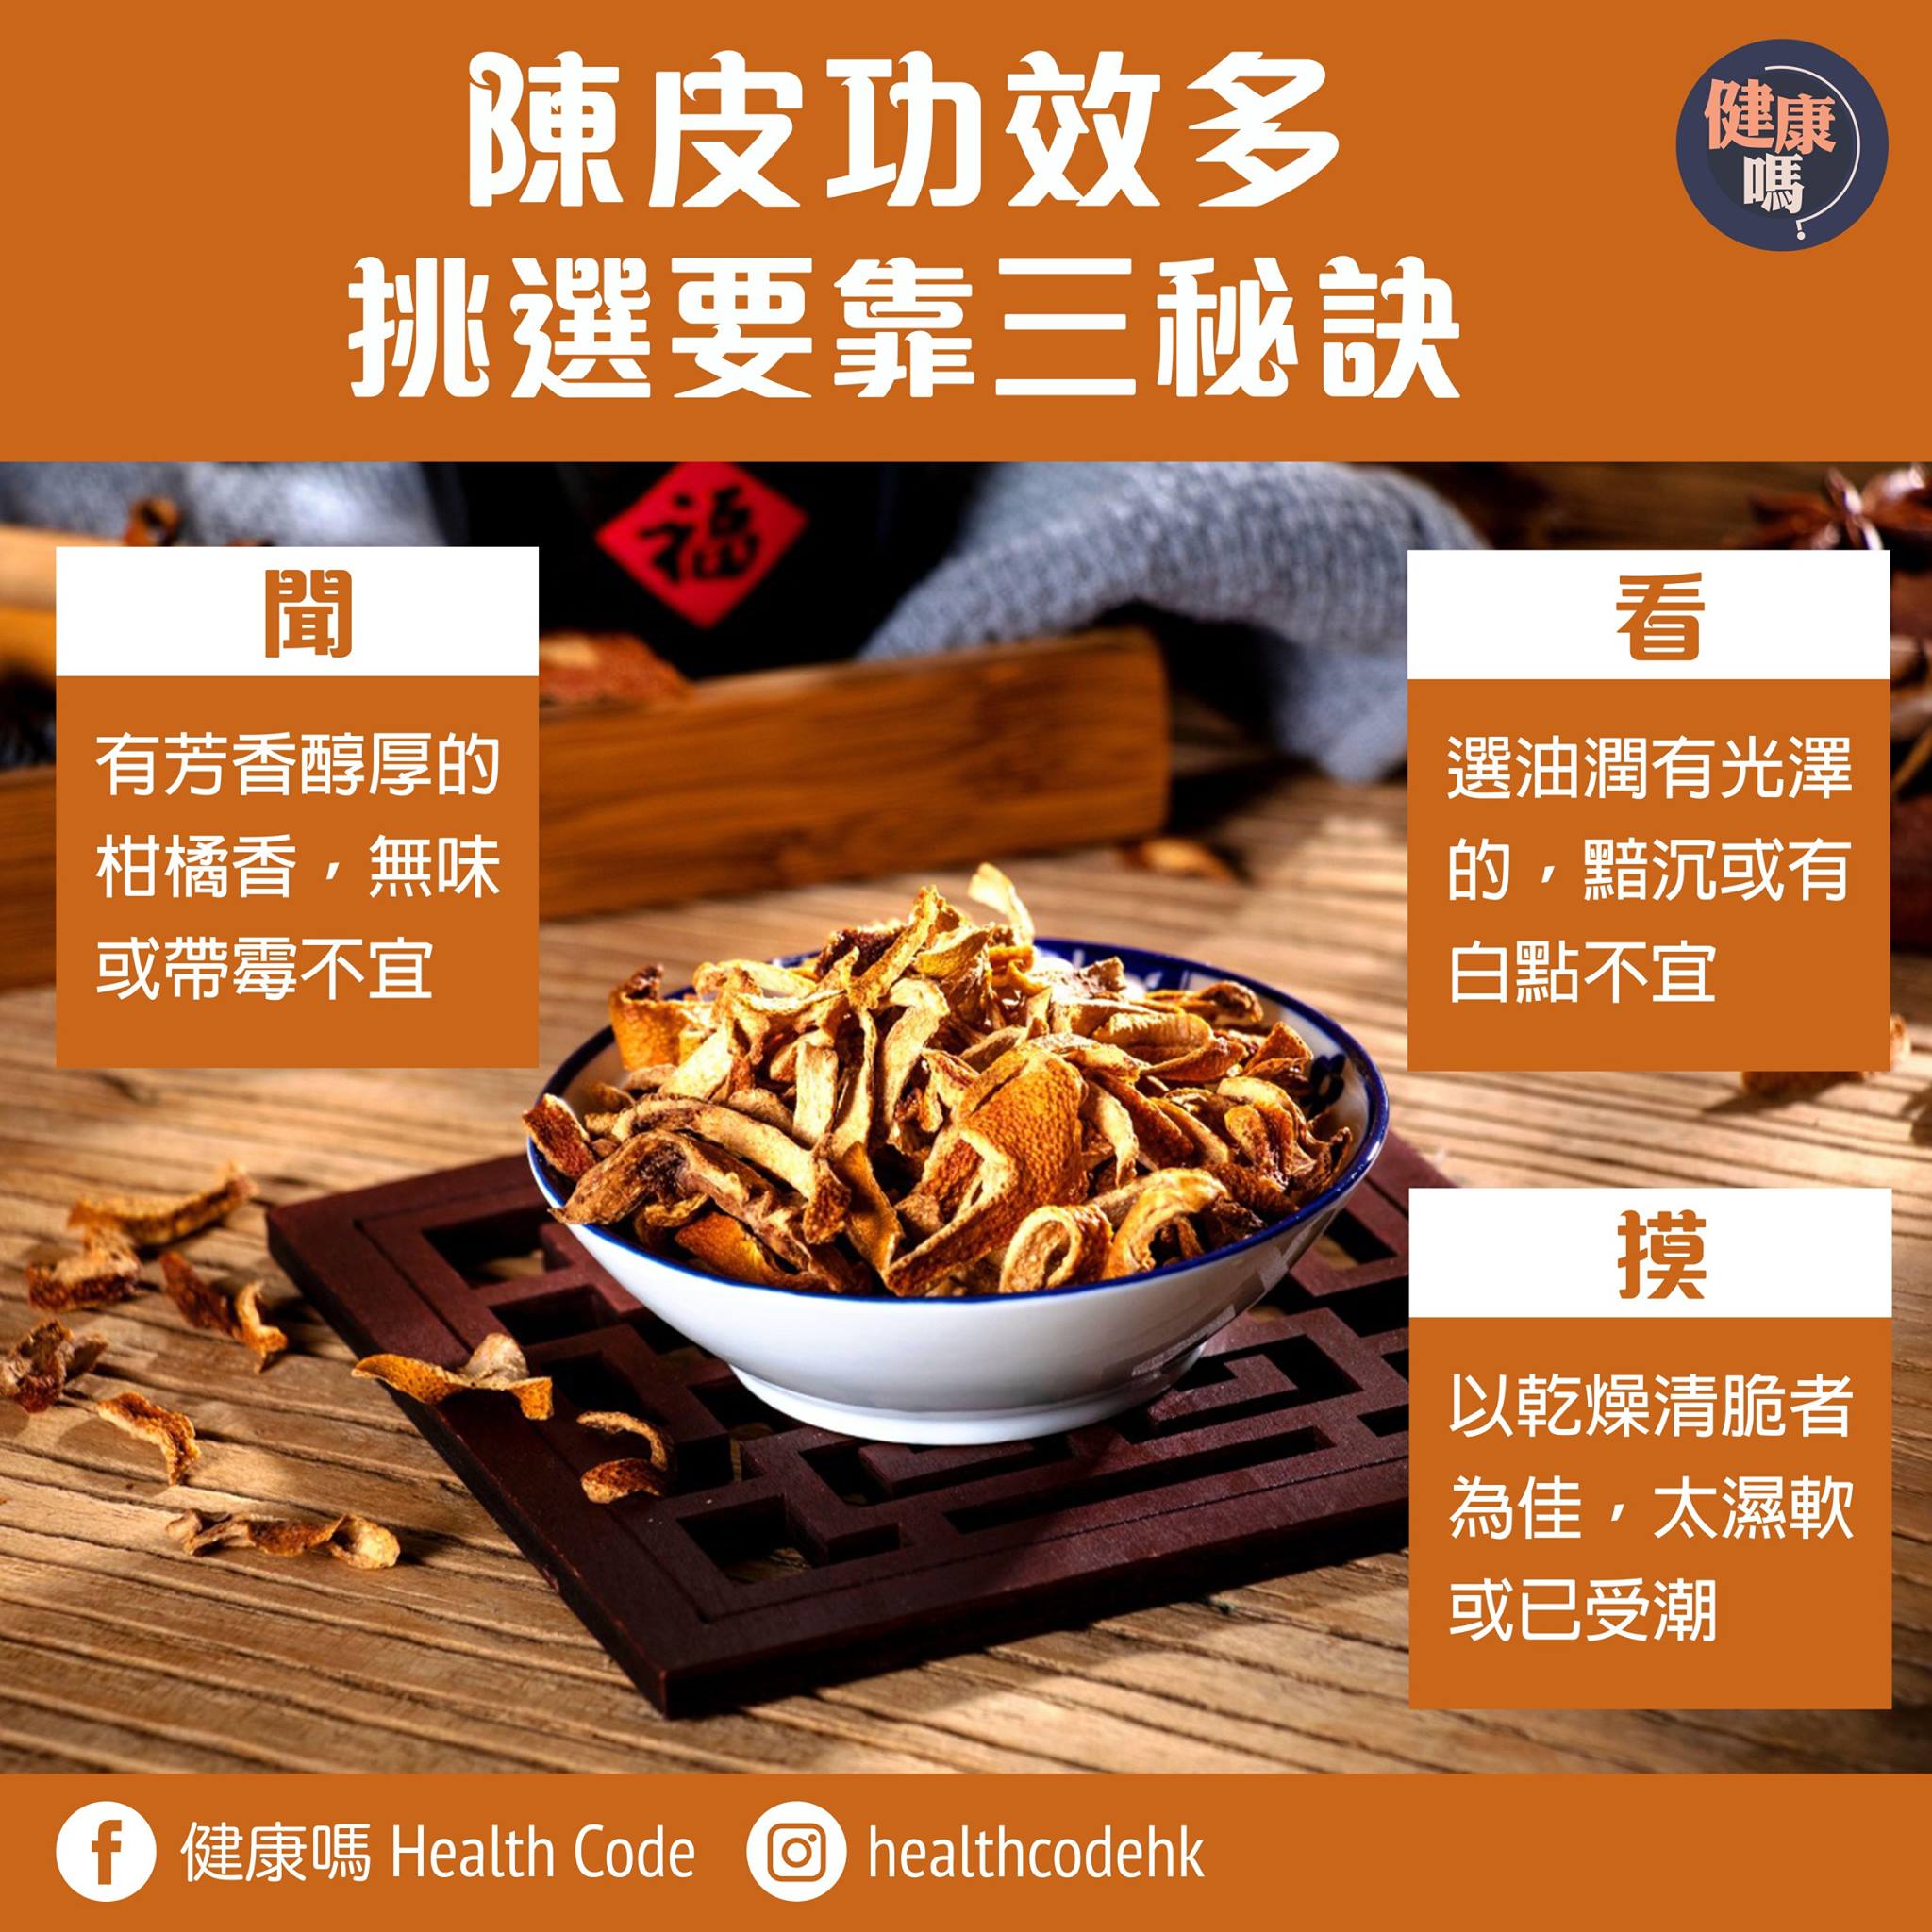 陳皮功效多
挑選要靠三秘訣
健康
嗎?
福
聞
有芳香醇厚的
柑橘香，無味
或帶霉不宜
看
選油潤有光澤
的，黯沉或有
白點不宜
摸
以乾燥清脆者
為佳，太濕軟
或已受潮
健康嗎 Health Code
healthcodehk